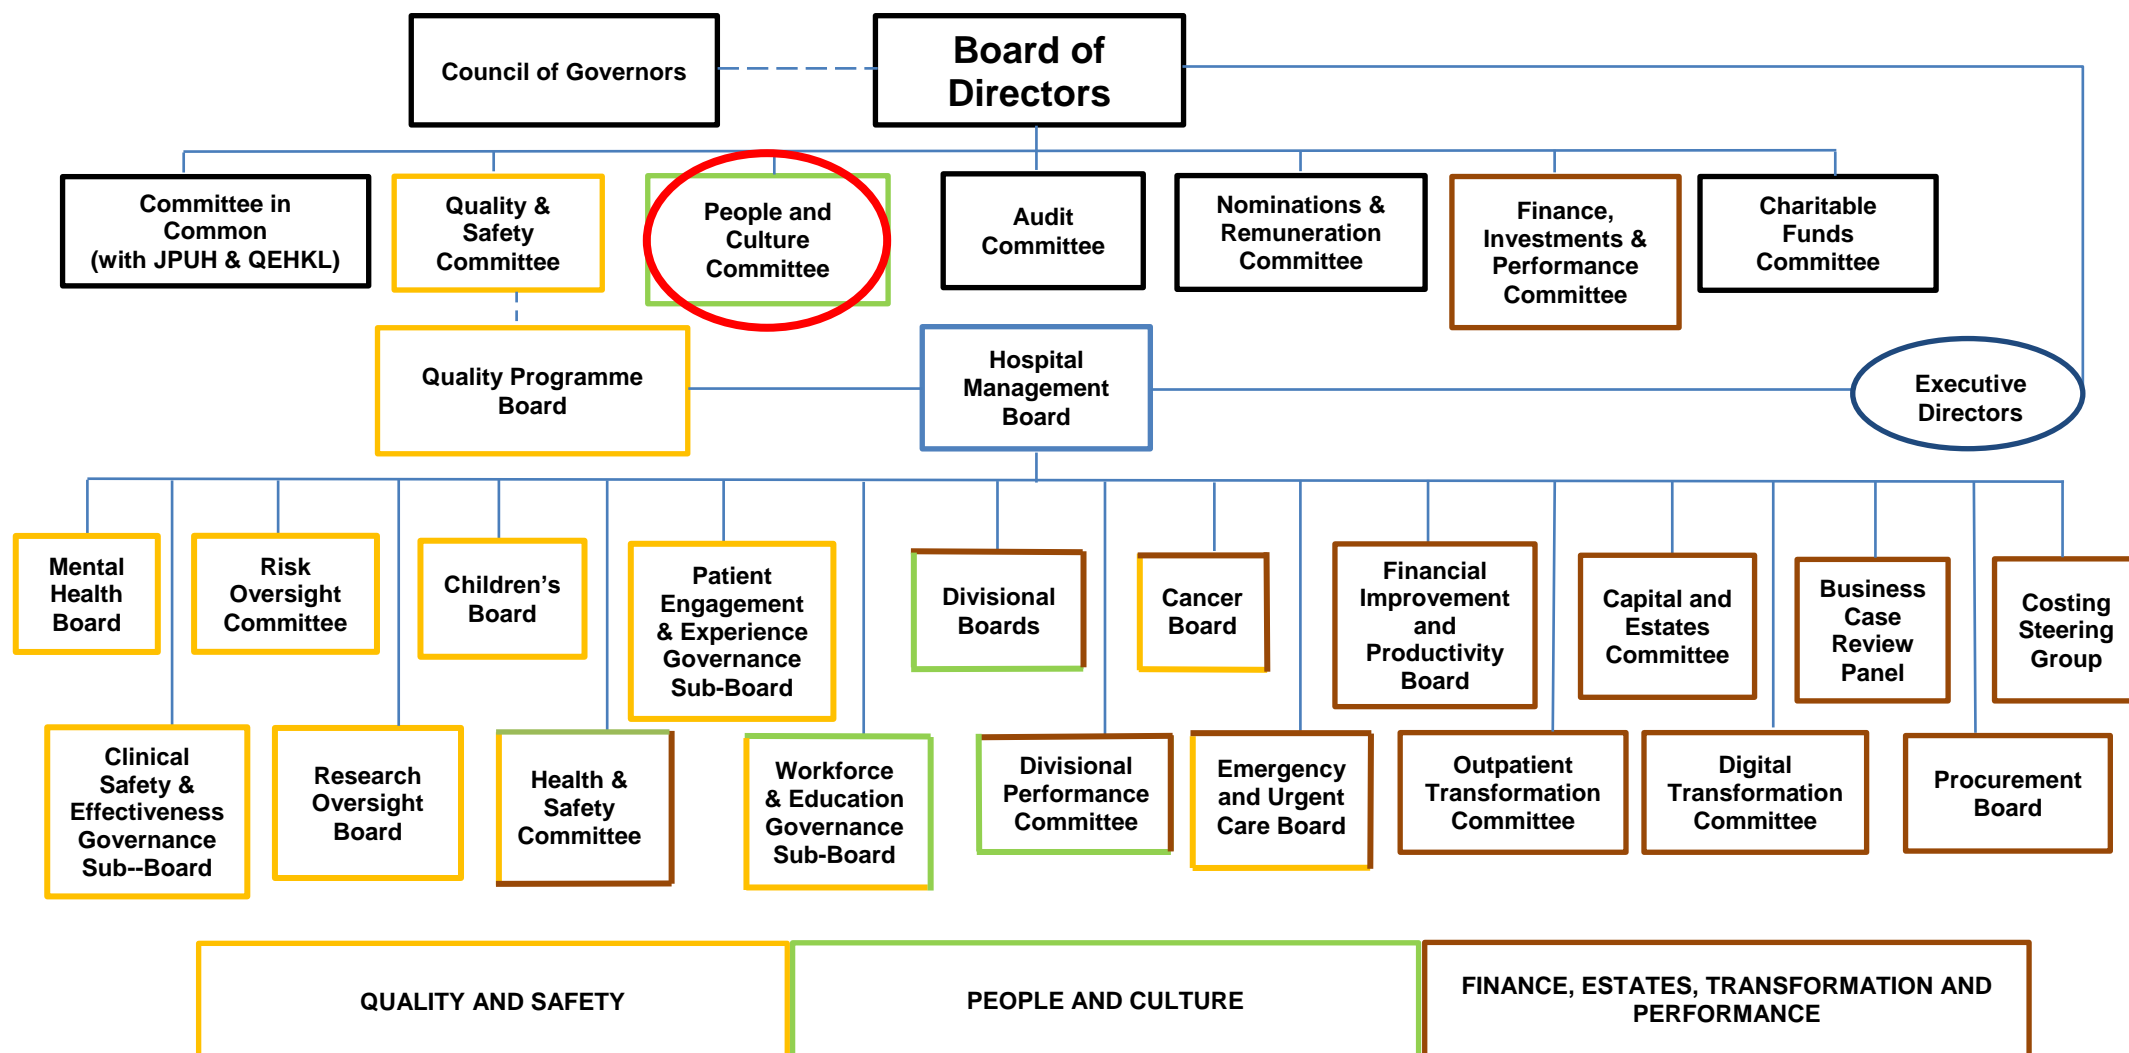 Council of Governors
Board of
Directors
Committee in
Common
(with JPUH & QEHKL)
Quality &
Safety
Committee
People and
Culture
Committee
Audit
Committee
Nominations &
Remuneration
Committee
Finance,
Investments &
Performance
Committee
Charitable
Funds
Committee
Quality Programme
Board
Hospital
Management
Board
Executive
Directors
Mental
Health
Board
Risk
Oversight
Committee
Children’s
Board
Patient
Engagement
& Experience
Governance
Sub-Board
Divisional
Boards
Cancer
Board
Financial
Improvement
and
Productivity
Board
Capital and
Estates
Committee
Business
Case
Review
Panel
Costing
Steering
Group
Clinical
Safety &
Effectiveness
Governance
Sub--Board
Research
Oversight
Board
Health &
Safety
Committee
Workforce
& Education
Governance
Sub-Board
Divisional
Performance
Committee
Emergency
and Urgent
Care Board
Outpatient
Transformation
Committee
Digital
Transformation
Committee
Procurement
Board
QUALITY AND SAFETY
PEOPLE AND CULTURE
FINANCE, ESTATES, TRANSFORMATION AND
PERFORMANCE